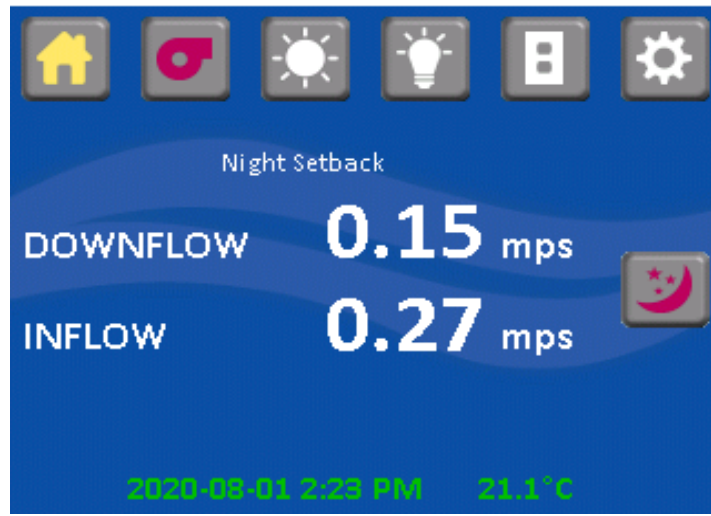 Night Setback
DOWNFLOW 0.15 mps
INFLOW 0.27 mps
2020-08-01 2:23 PM 21.1°C